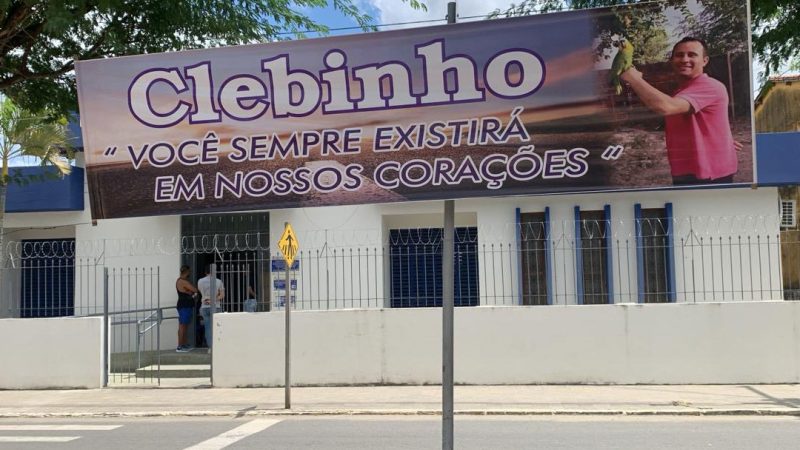 Clebinho
" VOCÊ SEMPRE EXISTIRÁ
EM NOSSOS CORAÇÕES "